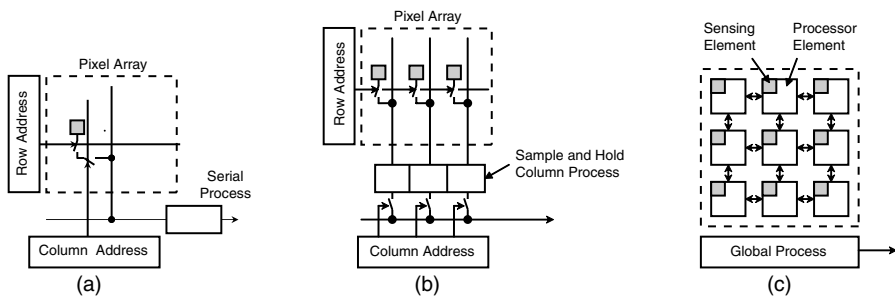 Pixel Array
Row Address
Serial
Process
Column Address
(a)
Pixel Array
Row Address
Sample and Hold
Column Process
Column Address
(b)
Sensing
Element
Processor
Element
Global Process
(c)